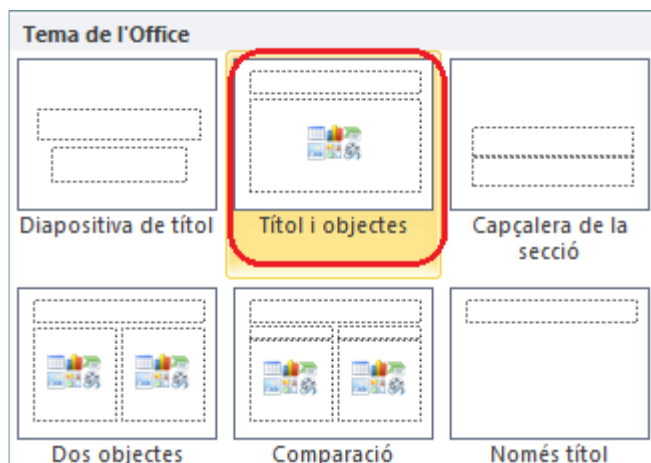 Tema de l'Office
Diapositiva de títol
Títol i objectes
Capçalera de la
secció
Dos objectes
Comparació
Només títol